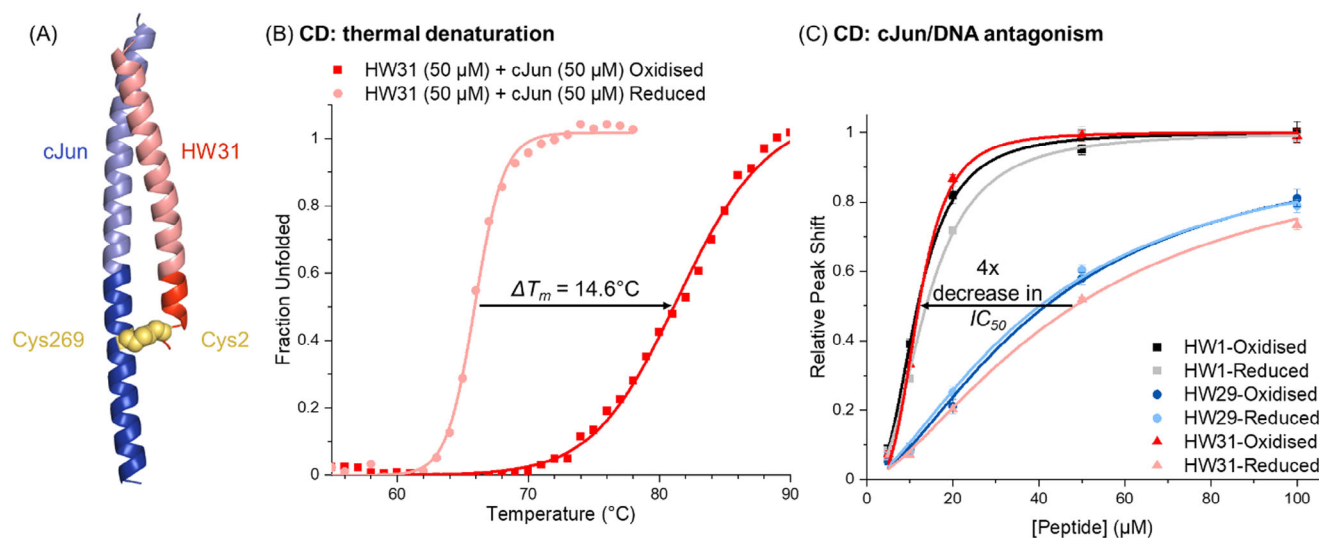 (A)
cJun
HW31
Cys269
Cys2
(B) CD: thermal denaturation
HW31 (50 µM) + cJun (50 µM) Oxidised
HW31 (50 µM) + cJun (50 µM) Reduced
Fraction Unfolded
1
0.8
0.6
0.4
0.2
0
ΔTm = 14.6°C
60
70
80
90
Temperature (°C)
(C) CD: cJun/DNA antagonism
Relative Peak Shift
1.0
0.8
0.6
0.4
0.2
0.0
4x
decrease in
IC50
HW1-Oxidised
HW1-Reduced
HW29-Oxidised
HW29-Reduced
HW31-Oxidised
HW31-Reduced
0
20
40
60
80
100
[Peptide] (µM)